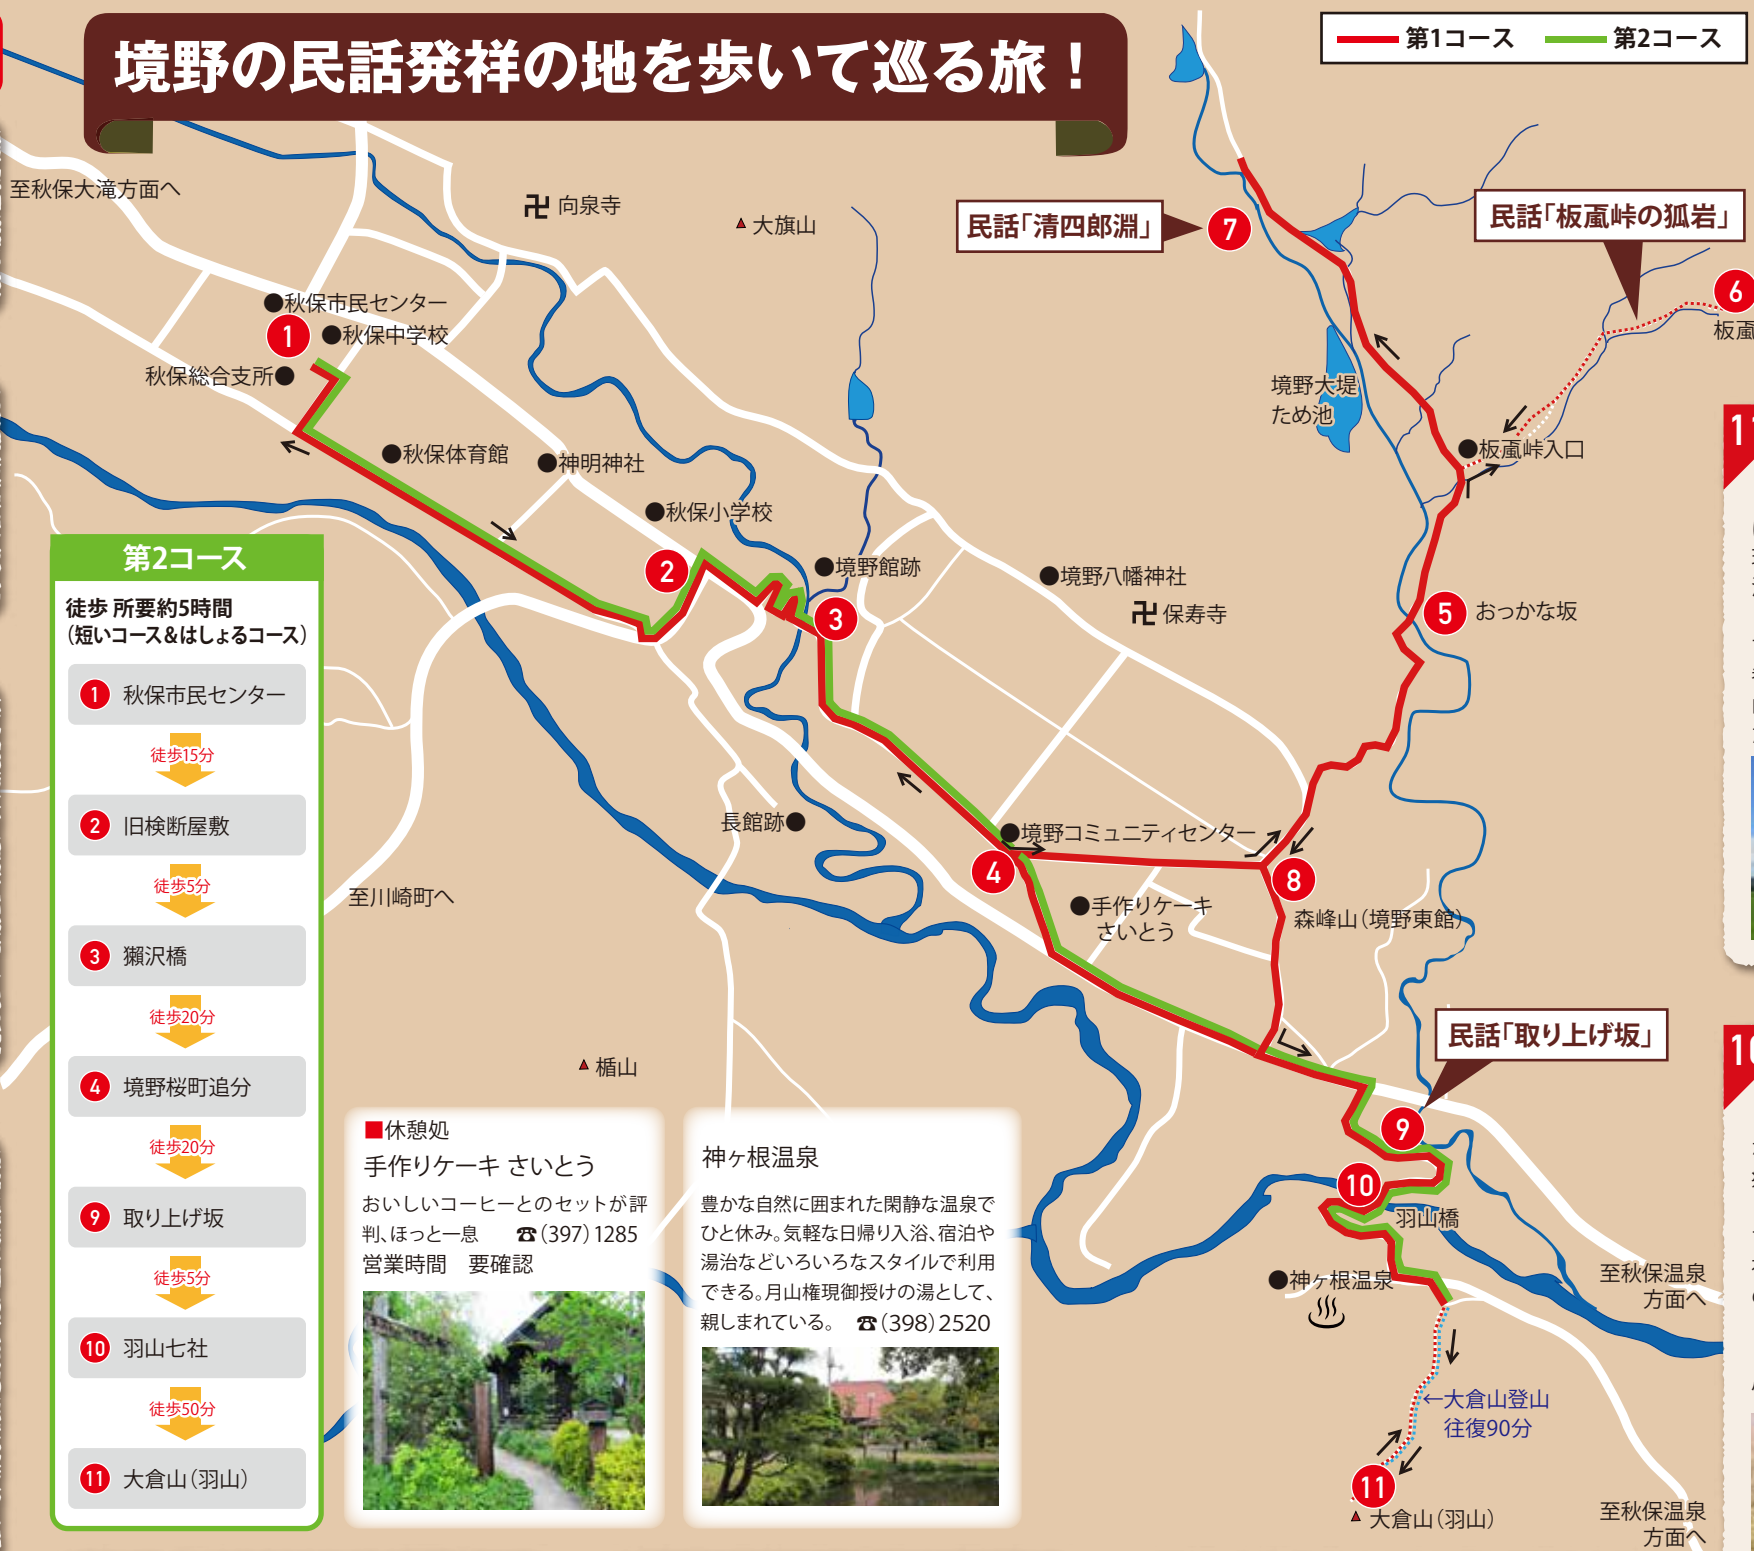 境野の民話発祥の地を歩いて巡る旅！
第1コース
第2コース
至秋保大滝方面へ
向泉寺
大旗山
民話「清四郎淵」
7
民話「板颪峠の狐岩」
6
板颪
秋保市民センター
1
秋保中学校
秋保総合支所
境野大堤
ため池
秋保体育館
神明神社
板颪峠入口
秋保小学校
2
境野館跡
境野八幡神社
保寿寺
3
5
おっかな坂
第2コース
徒歩 所要約5時間
（短いコース＆はしょるコース）
1 秋保市民センター
徒歩15分
2 旧検断屋敷
徒歩5分
3 獺沢橋
徒歩20分
4 境野桜町追分
徒歩20分
9 取り上げ坂
徒歩5分
10 羽山七社
徒歩50分
11 大倉山（羽山）
長館跡
境野コミュニティセンター
4
8
至川崎町へ
手作りケーキ
さいとう
森峰山（境野東館）
民話「取り上げ坂」
楯山
9
10
羽山橋
神ヶ根温泉
至秋保温泉
方面へ
←大倉山登山
往復90分
11
大倉山（羽山）
至秋保温泉
方面へ
■休憩処
手作りケーキ さいとう
おいしいコーヒーとのセットが評
判、ほっと一息 ☎（397）1285
営業時間 要確認
神ヶ根温泉
豊かな自然に囲まれた閑静な温泉で
ひと休み。気軽な日帰り入浴、宿泊や
湯治などいろいろなスタイルで利用
できる。月山権現御授けの湯として、
親しまれている。 ☎（398）2520